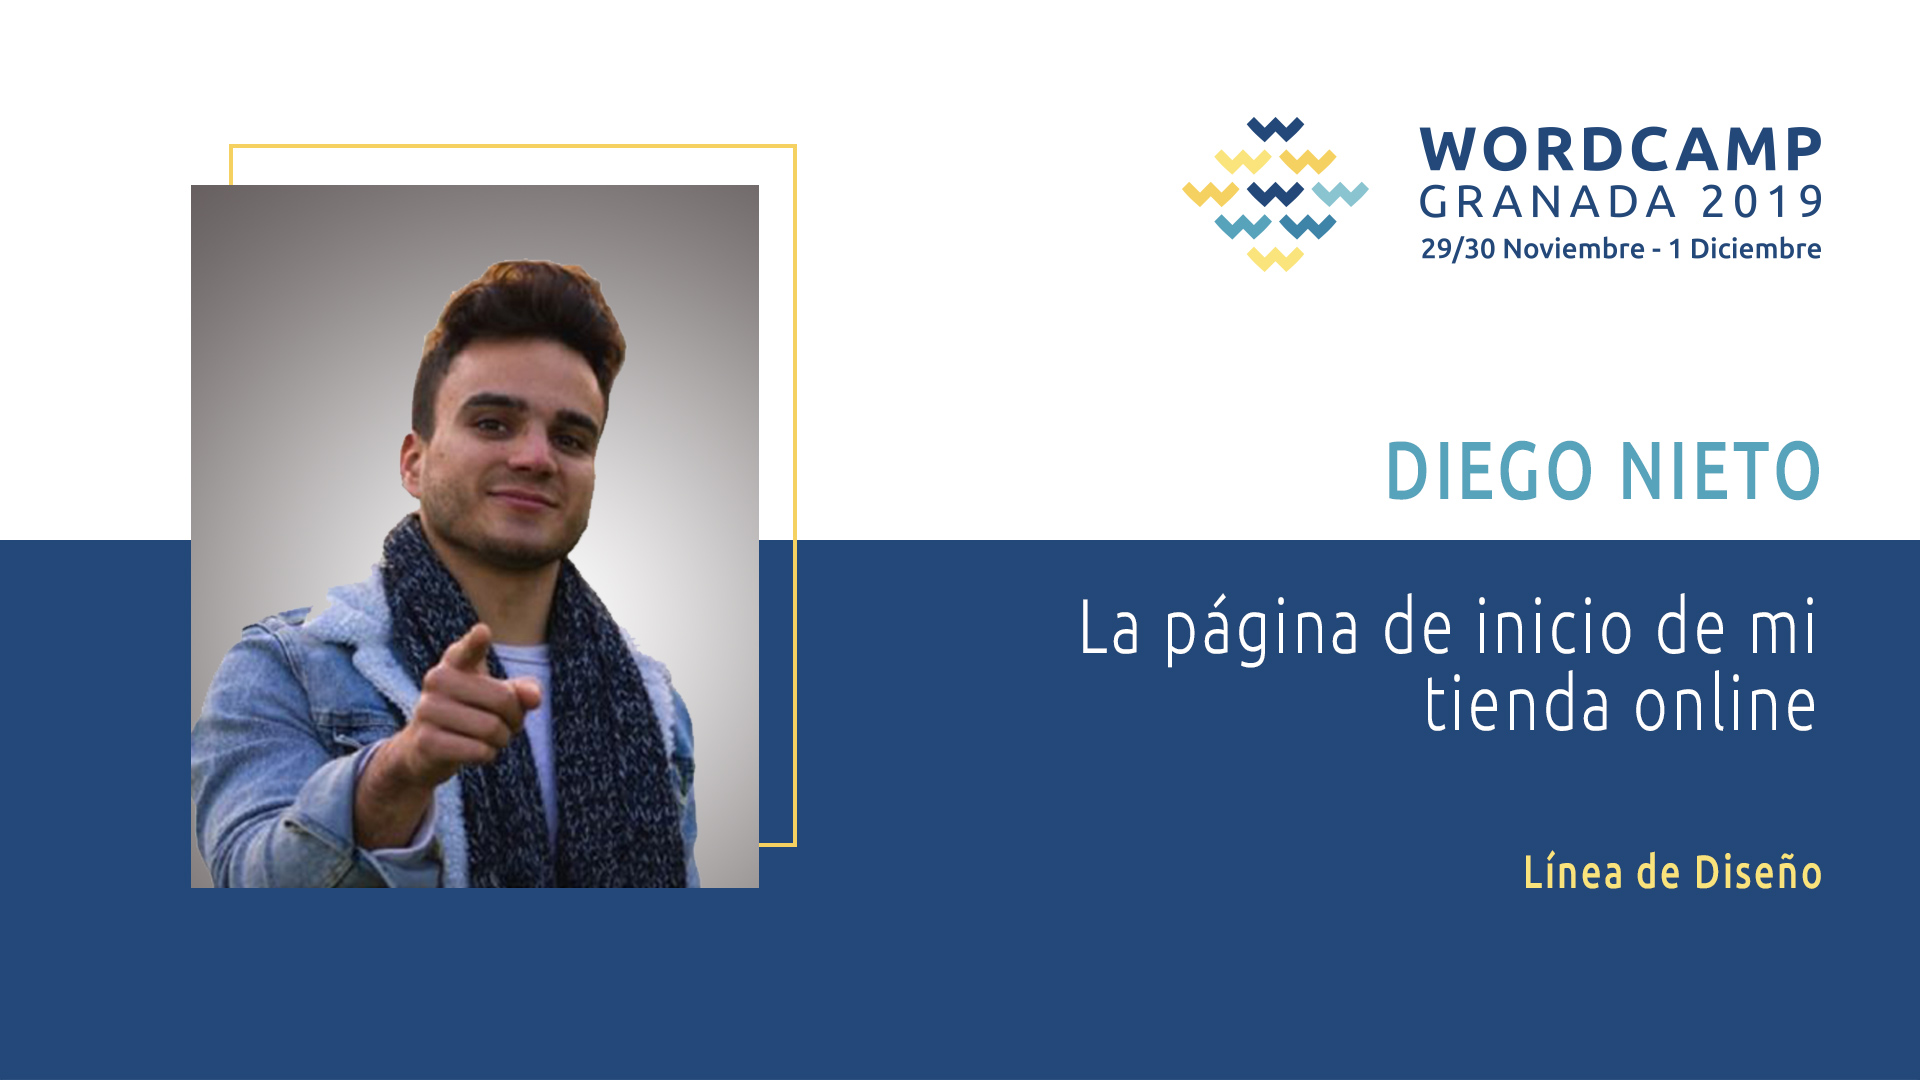 WORDCAMP
GRANADA 2019
29/30 Noviembre - 1 Diciembre
DIEGO NIETO
La página de inicio de mi
tienda online
Línea de Diseño